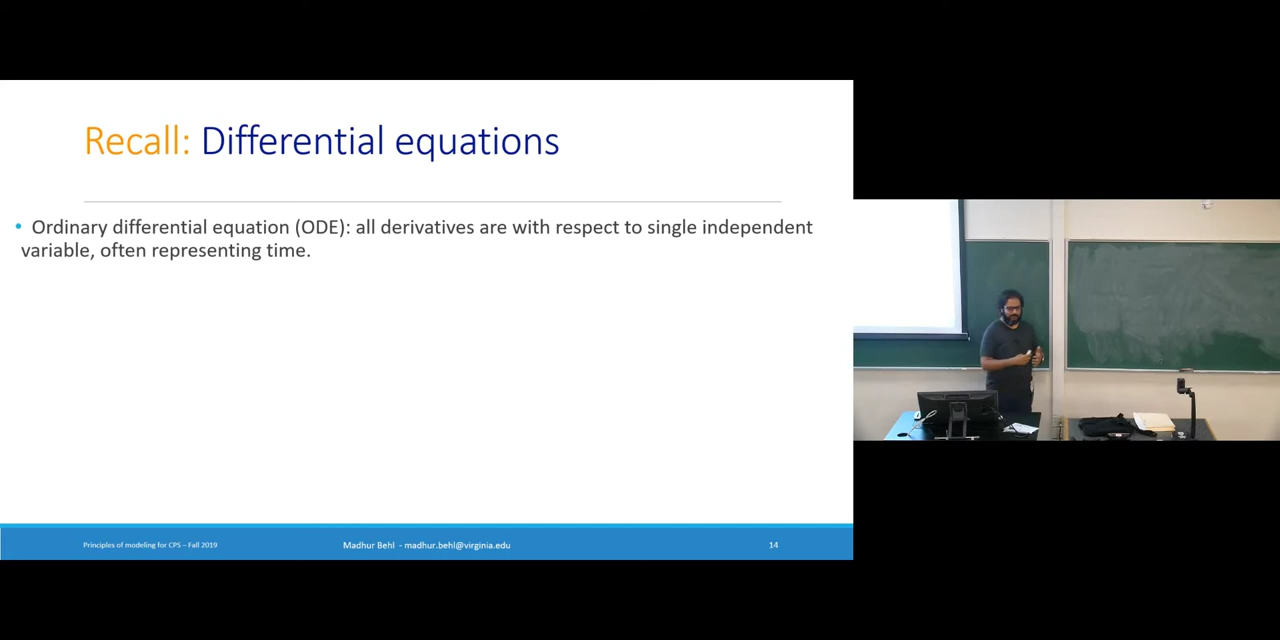 Recall: Differential equations
• Ordinary differential equation (ODE): all derivatives are with respect to single independent
variable, often representing time.
Principles of modeling for CPS – Fall 2019
Madhur Behl - madhur.behl@virginia.edu
14